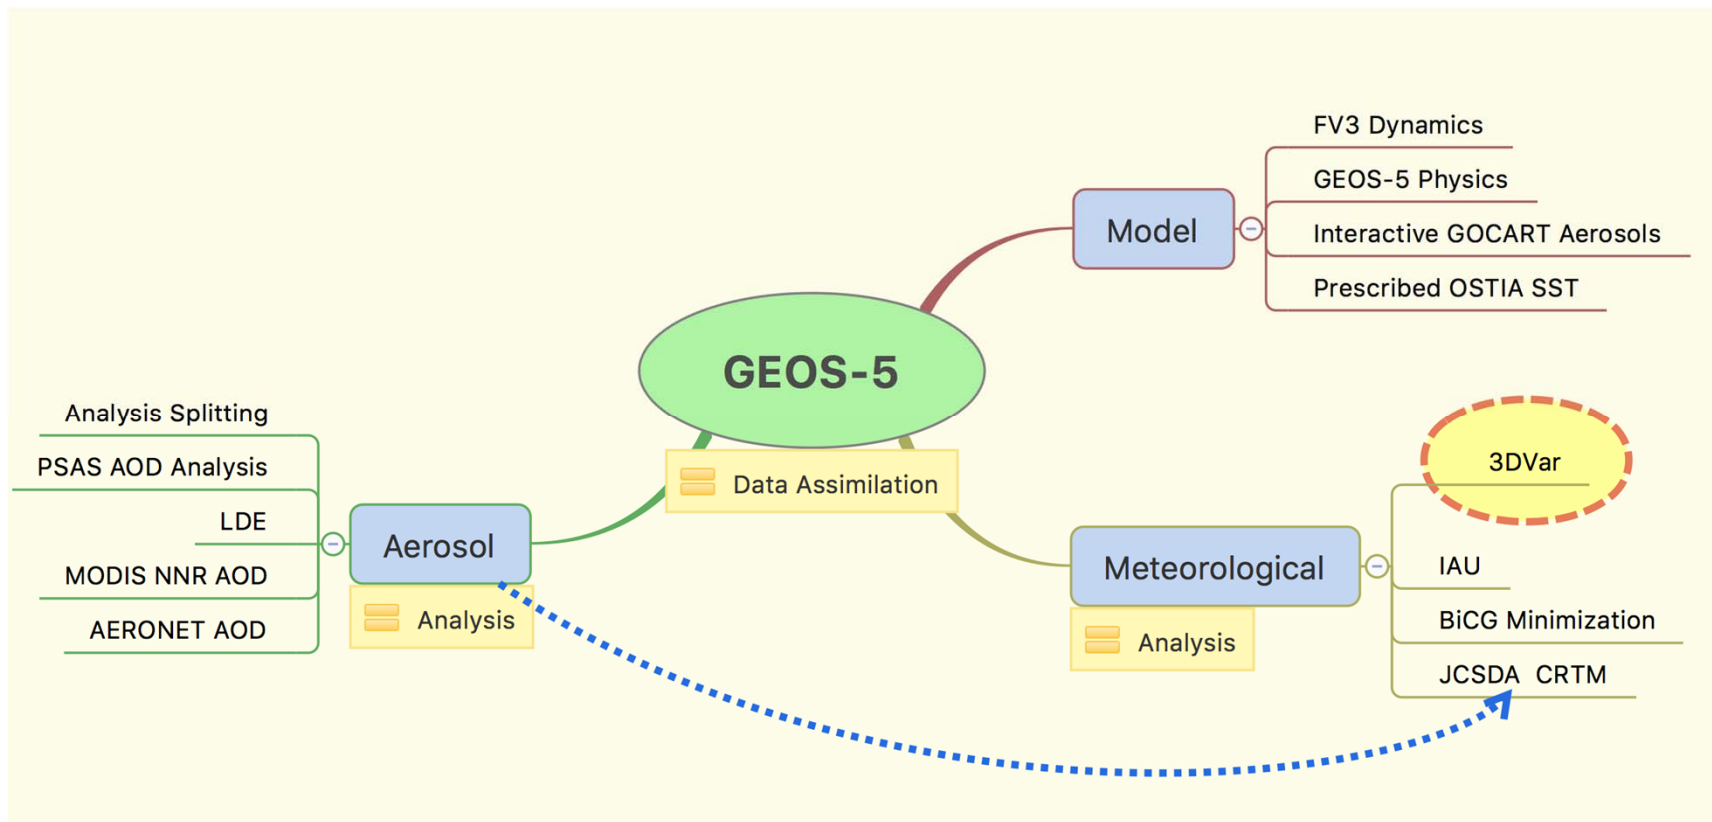 FV3 Dynamics
GEOS-5 Physics
Model
Interactive GOCART Aerosols
Prescribed OSTIA SST
GEOS-5
Data Assimilation
Analysis Splitting
PSAS AOD Analysis
LDE
Aerosol
MODIS NNR AOD
AERONET AOD
Analysis
3DVar
Meteorological
IAU
BiCG Minimization
Analysis
JCSDA CRTM